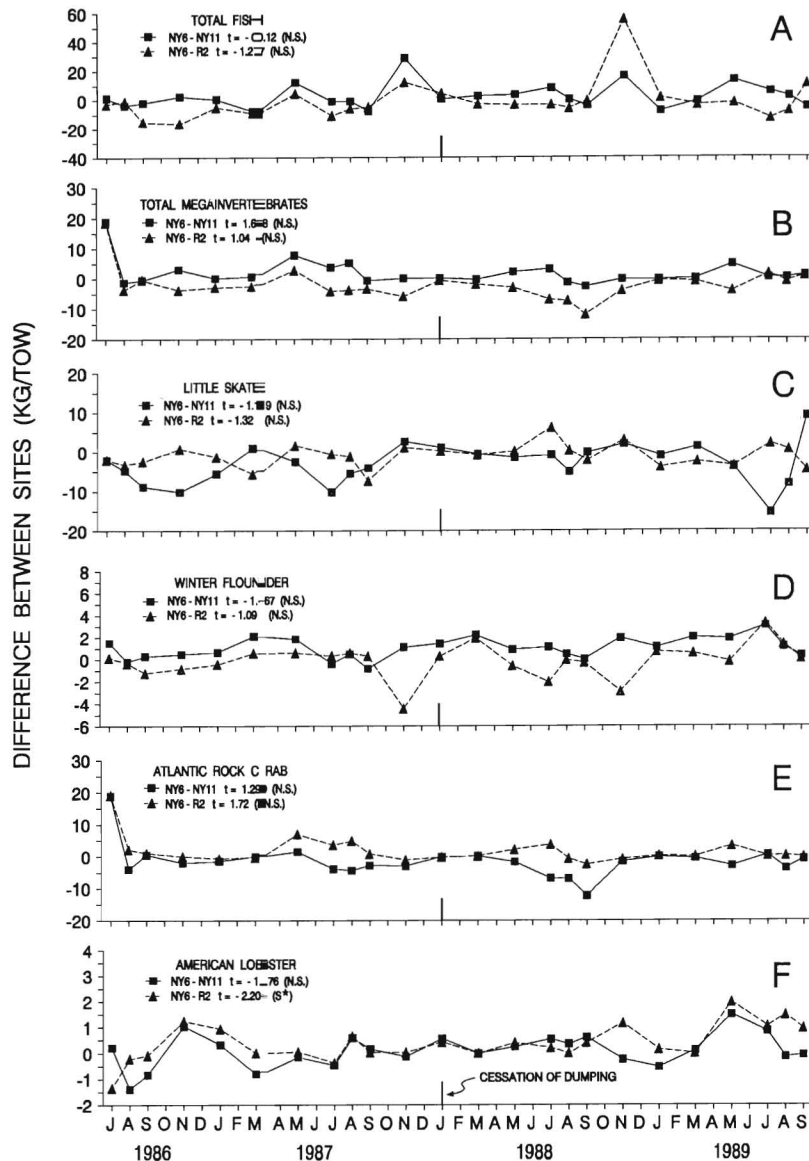 DIFFERENCE BETWEEN SITES (KG/TOW)
TOTAL FISH
NY6-NY11 t = -0.12 (N.S.)
NY6-R2 t = (N.S.)
A
60
40
20
0
-20
-40
TOTAL MEGAINVERTEBRATES
NY6-NY11 t = (N.S.)
NY6-R2 t = 1.04 (N.S.)
B
30
20
10
0
-10
-20
LITTLE SKATE
NY6-NY11 t = (N.S.)
NY6-R2 t = -1.32 (N.S.)
C
20
10
0
-10
-20
WINTER FLOUNDER
NY6-NY11 t = (N.S.)
NY6-R2 t = -1.09 (N.S.)
D
8
6
4
2
0
-2
-4
-6
ATLANTIC ROCK CRAB
NY6-NY11 t = (N.S.)
NY6-R2 t = 1.72 (N.S.)
E
30
20
10
0
-10
-20
AMERICAN LOBSTER
NY6-NY11 t = (N.S.)
NY6-R2 t = -2.20 (S*)
F
4
3
2
1
0
-1
-2
CESSATION OF DUMPING
J A S O N D J F M A M J J A S O N D J F M A M J J A S O N D J F M A M J J A S
1986 1987 1988 1989